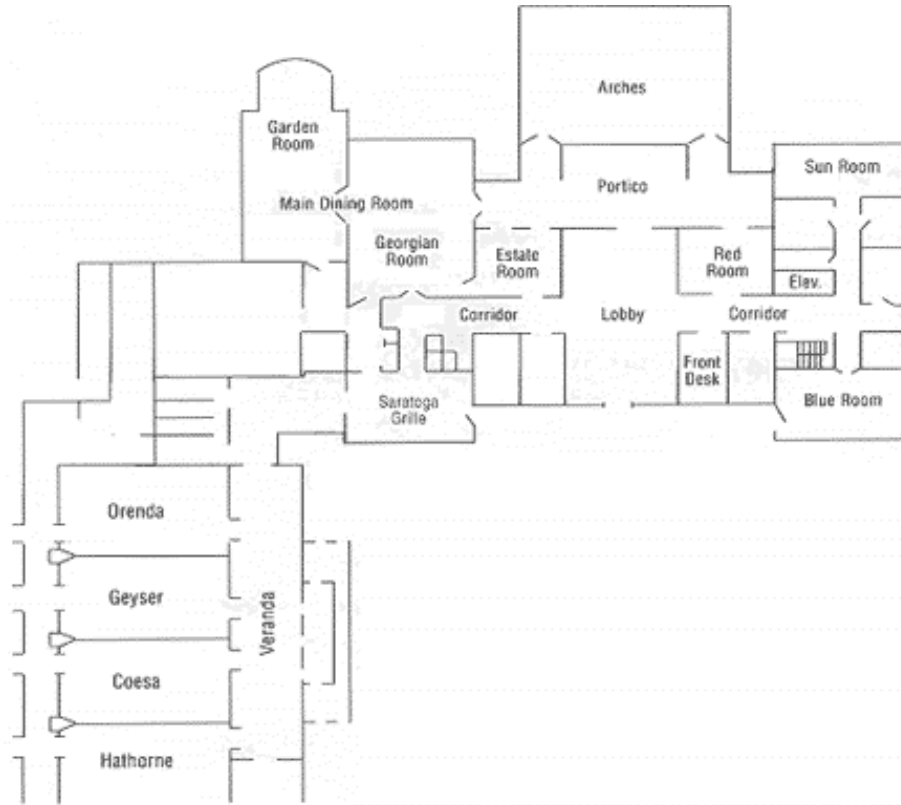 Arches
Garden
Room
Sun Room
Portico
Main Dining Room
Georgian
Room
Estate
Room
Red
Room
Elev.
Corridor
Lobby
Corridor
Front
Desk
Saratoga
Grille
Blue Room
Orenda
Geyser
Veranda
Coesa
Hathorne